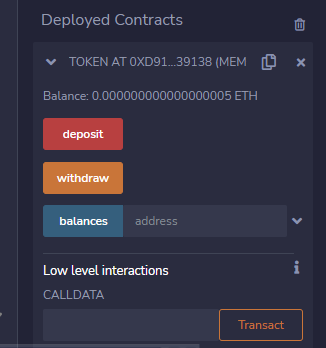 Deployed Contracts
TOKEN AT 0XD91...39138 (MEM
Balance: 0.000000000000000005 ETH
deposit
withdraw
balances address
Low level interactions
CALLDATA
Transact